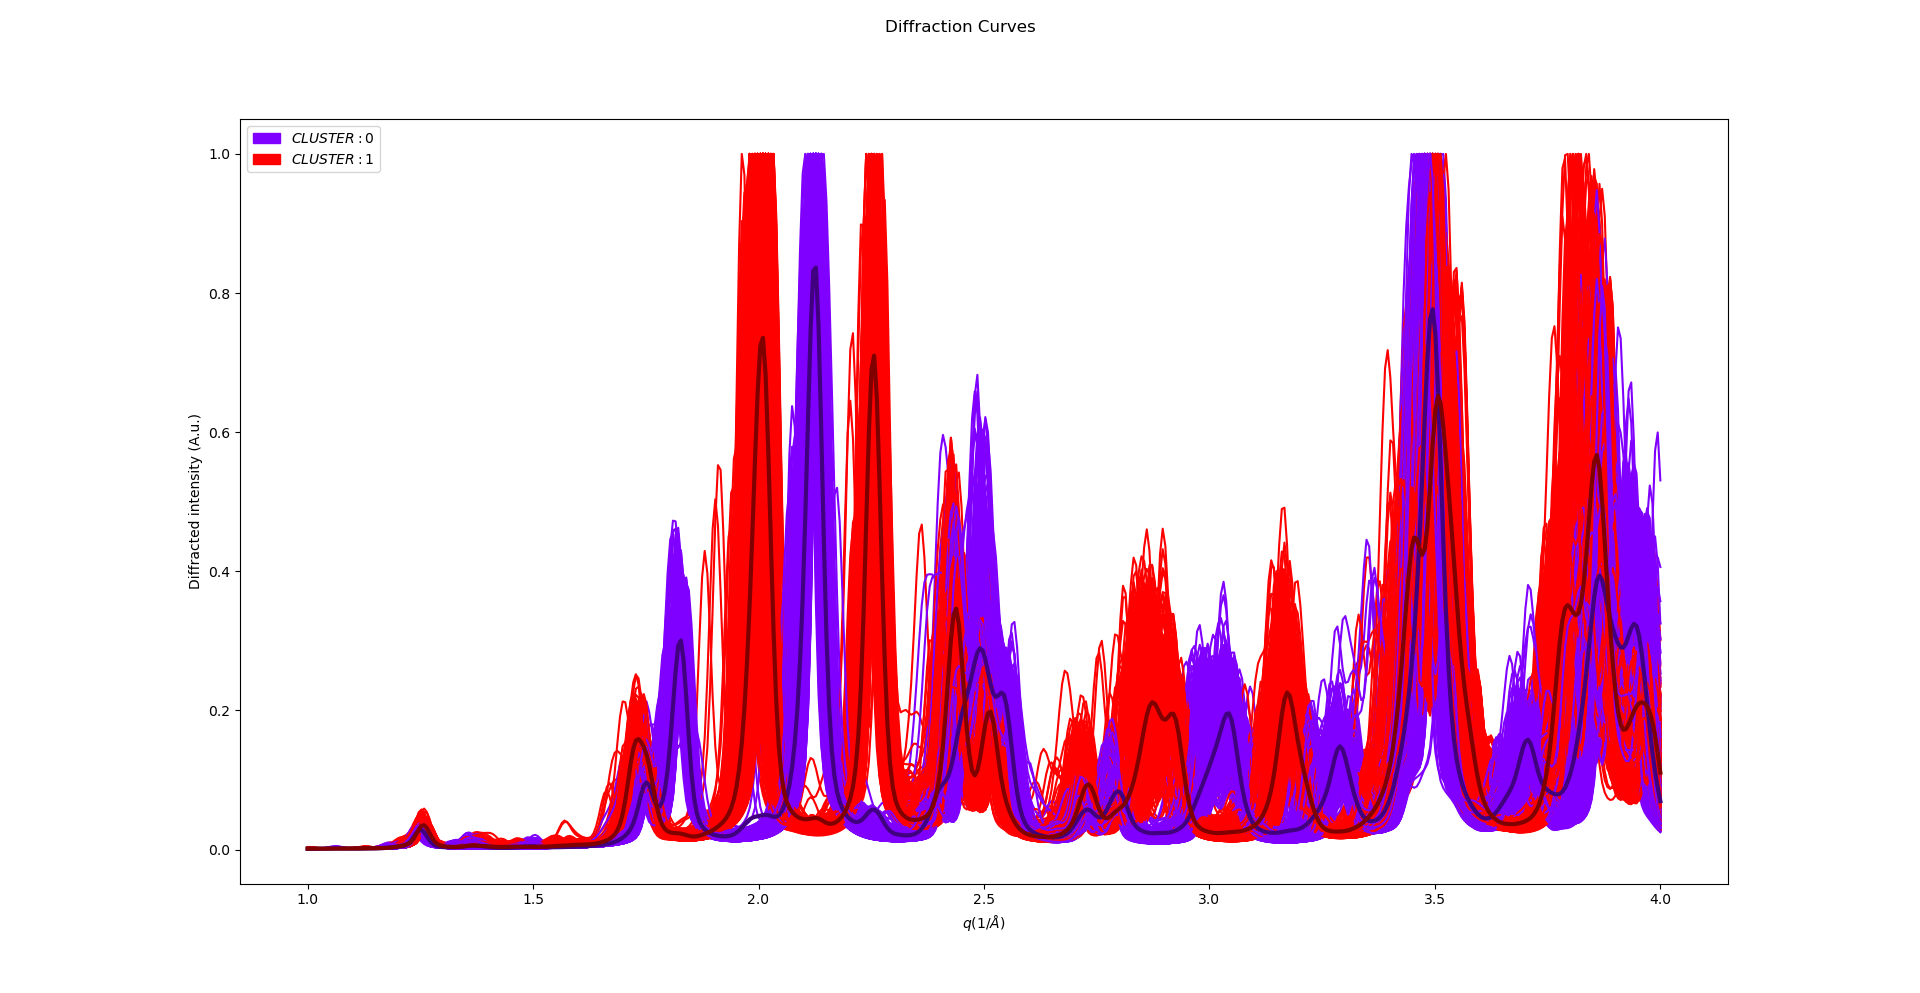 Diffraction Curves
CLUSTER : 0
CLUSTER : 1
1.0
0.8
0.6
0.4
0.2
0.0
Diffracted intensity (A.u.)
1.0 1.5 2.0 2.5 3.0 3.5 4.0
q(1/Å)